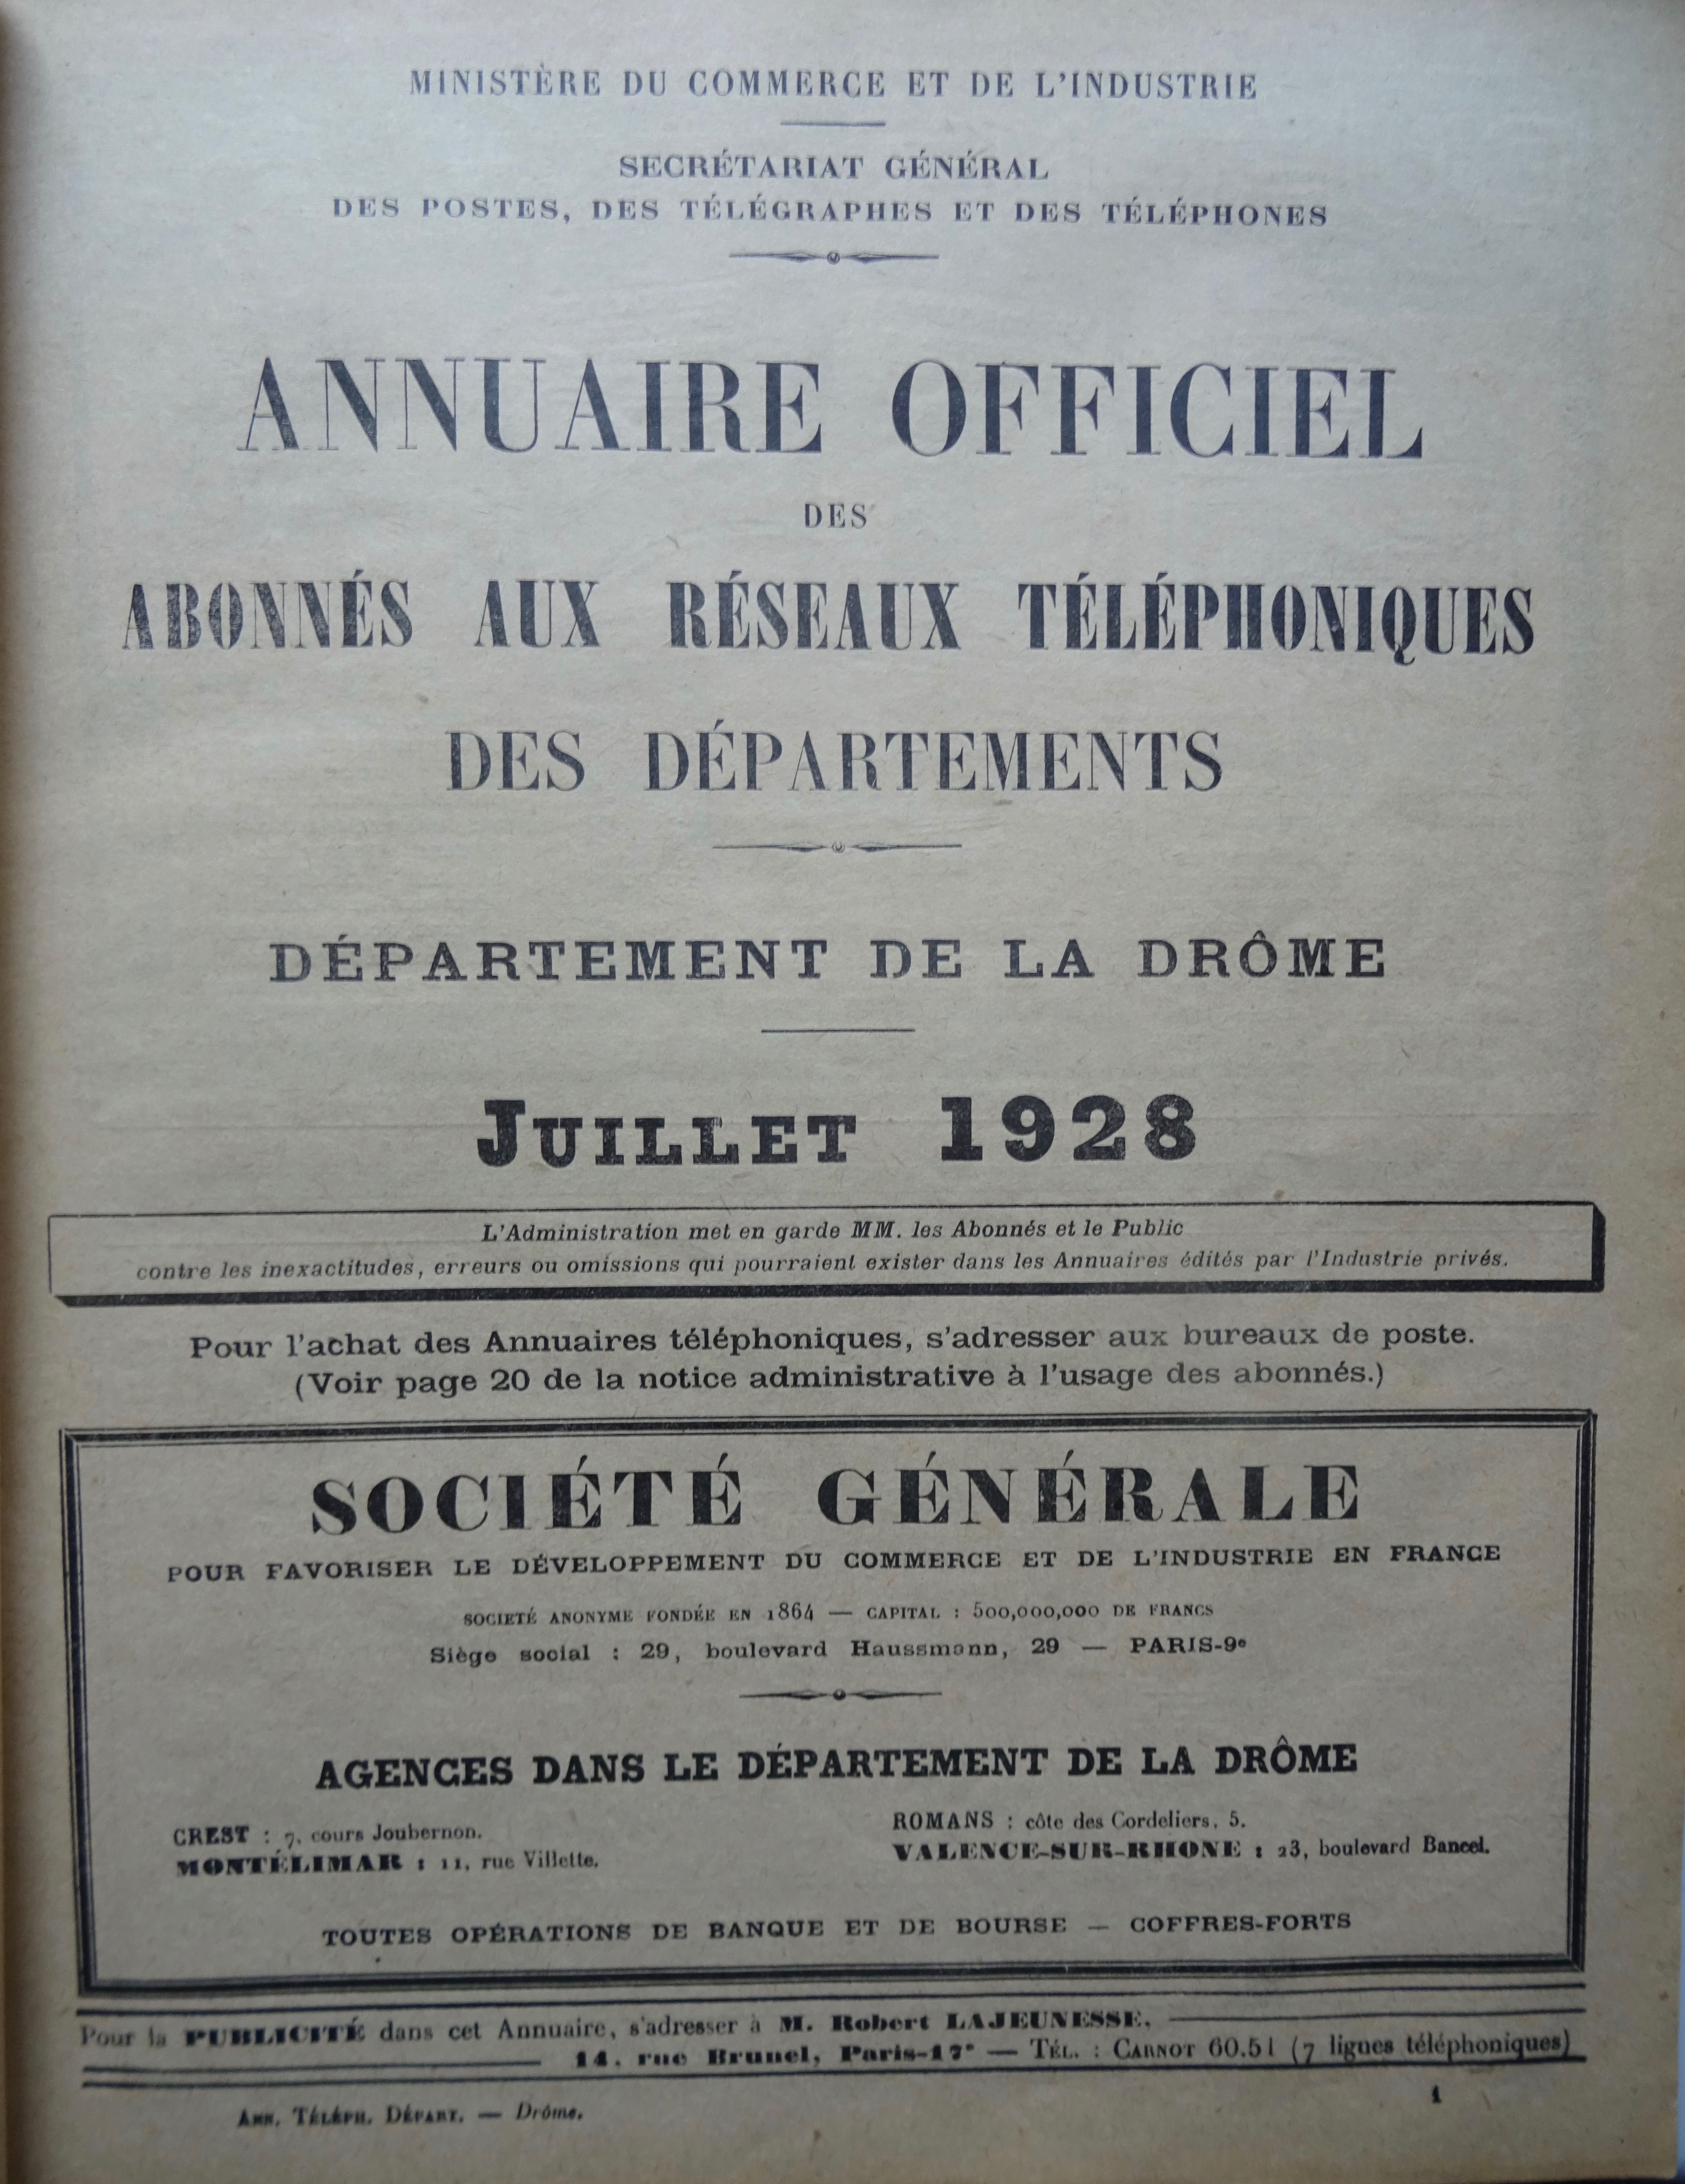 MINISTÈRE DU COMMERCE ET DE L'INDUSTRIE
SECRÉTARIAT GÉNÉRAL
DES POSTES, DES TÉLÉGRAPHES ET DES TÉLÉPHONES
ANNUAIRE OFFICIEL
DES
ABONNÉS AUX RÉSEAUX TÉLÉPHONIQUES
DES DÉPARTEMENTS
DÉPARTEMENT DE LA DRÔME
JUILLET 1928
L'Administration met en garde MM. les Abonnés et le Public
contre les inexactitudes, erreurs ou omissions qui pourraient exister dans les Annuaires édités par l'Industrie privés.
Pour l'achat des Annuaires téléphoniques, s'adresser aux bureaux de poste.
(Voir page 20 de la notice administrative à l'usage des abonnés.)
SOCIÉTÉ GÉNÉRALE
POUR FAVORISER LE DÉVELOPPEMENT DU COMMERCE ET DE L'INDUSTRIE EN FRANCE
SOCIETÉ ANONYME FONDÉE EN 1864 — CAPITAL : 500,000,000 DE FRANCS
Siège social : 29, boulevard Haussmann, 29 — PARIS-9e
AGENCES DANS LE DÉPARTEMENT DE LA DRÔME
CREST : 7, cours Joubernon.
MONTÉLIMAR : 11, rue Villette.
ROMANS : côte des Cordeliers, 5.
VALENCE-SUR-RHONE : 23, boulevard Bancel.
TOUTES OPÉRATIONS DE BANQUE ET DE BOURSE — COFFRES-FORTS
Pour la PUBLICITÉ dans cet Annuaire, s'adresser à M. Robert LAJEUNESSE,
14, rue Brunel, Paris-17e — TÉL. : CARNOT 60.51 (7 lignes téléphoniques)
ANN. TÉLÉPH. DÉPART. — Drôme.
1